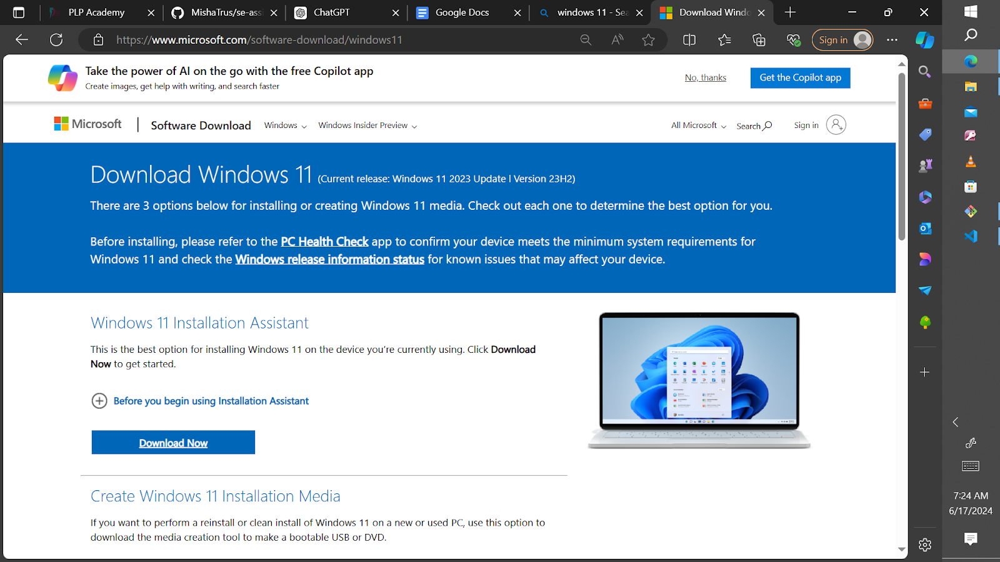 PLP Academy
MishaTrus/se-assi
ChatGPT
Google Docs
windows 11 - Sea
Download Windo
https://www.microsoft.com/software-download/windows11
Sign in
Take the power of AI on the go with the free Copilot app
Create images, get help with writing, and search faster
No, thanks
Get the Copilot app
Microsoft
Software Download
Windows
Windows Insider Preview
All Microsoft
Search
Sign in
Download Windows 11 (Current release: Windows 11 2023 Update l Version 23H2)
There are 3 options below for installing or creating Windows 11 media. Check out each one to determine the best option for you.
Before installing, please refer to the PC Health Check app to confirm your device meets the minimum system requirements for
Windows 11 and check the Windows release information status for known issues that may affect your device.
Windows 11 Installation Assistant
This is the best option for installing Windows 11 on the device you’re currently using. Click Download
Now to get started.
Before you begin using Installation Assistant
Download Now
Create Windows 11 Installation Media
If you want to perform a reinstall or clean install of Windows 11 on a new or used PC, use this option to
download the media creation tool to make a bootable USB or DVD.
7:24 AM
6/17/2024